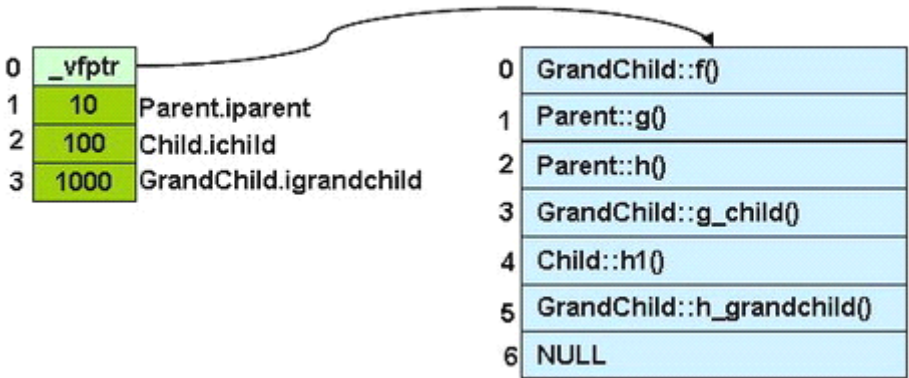 0 _vfptr
1 10 Parent.iparent
2 100 Child.ichild
3 1000 GrandChild.igrandchild
0 GrandChild::f()
1 Parent::g()
2 Parent::h()
3 GrandChild::g_child()
4 Child::h1()
5 GrandChild::h_grandchild()
6 NULL